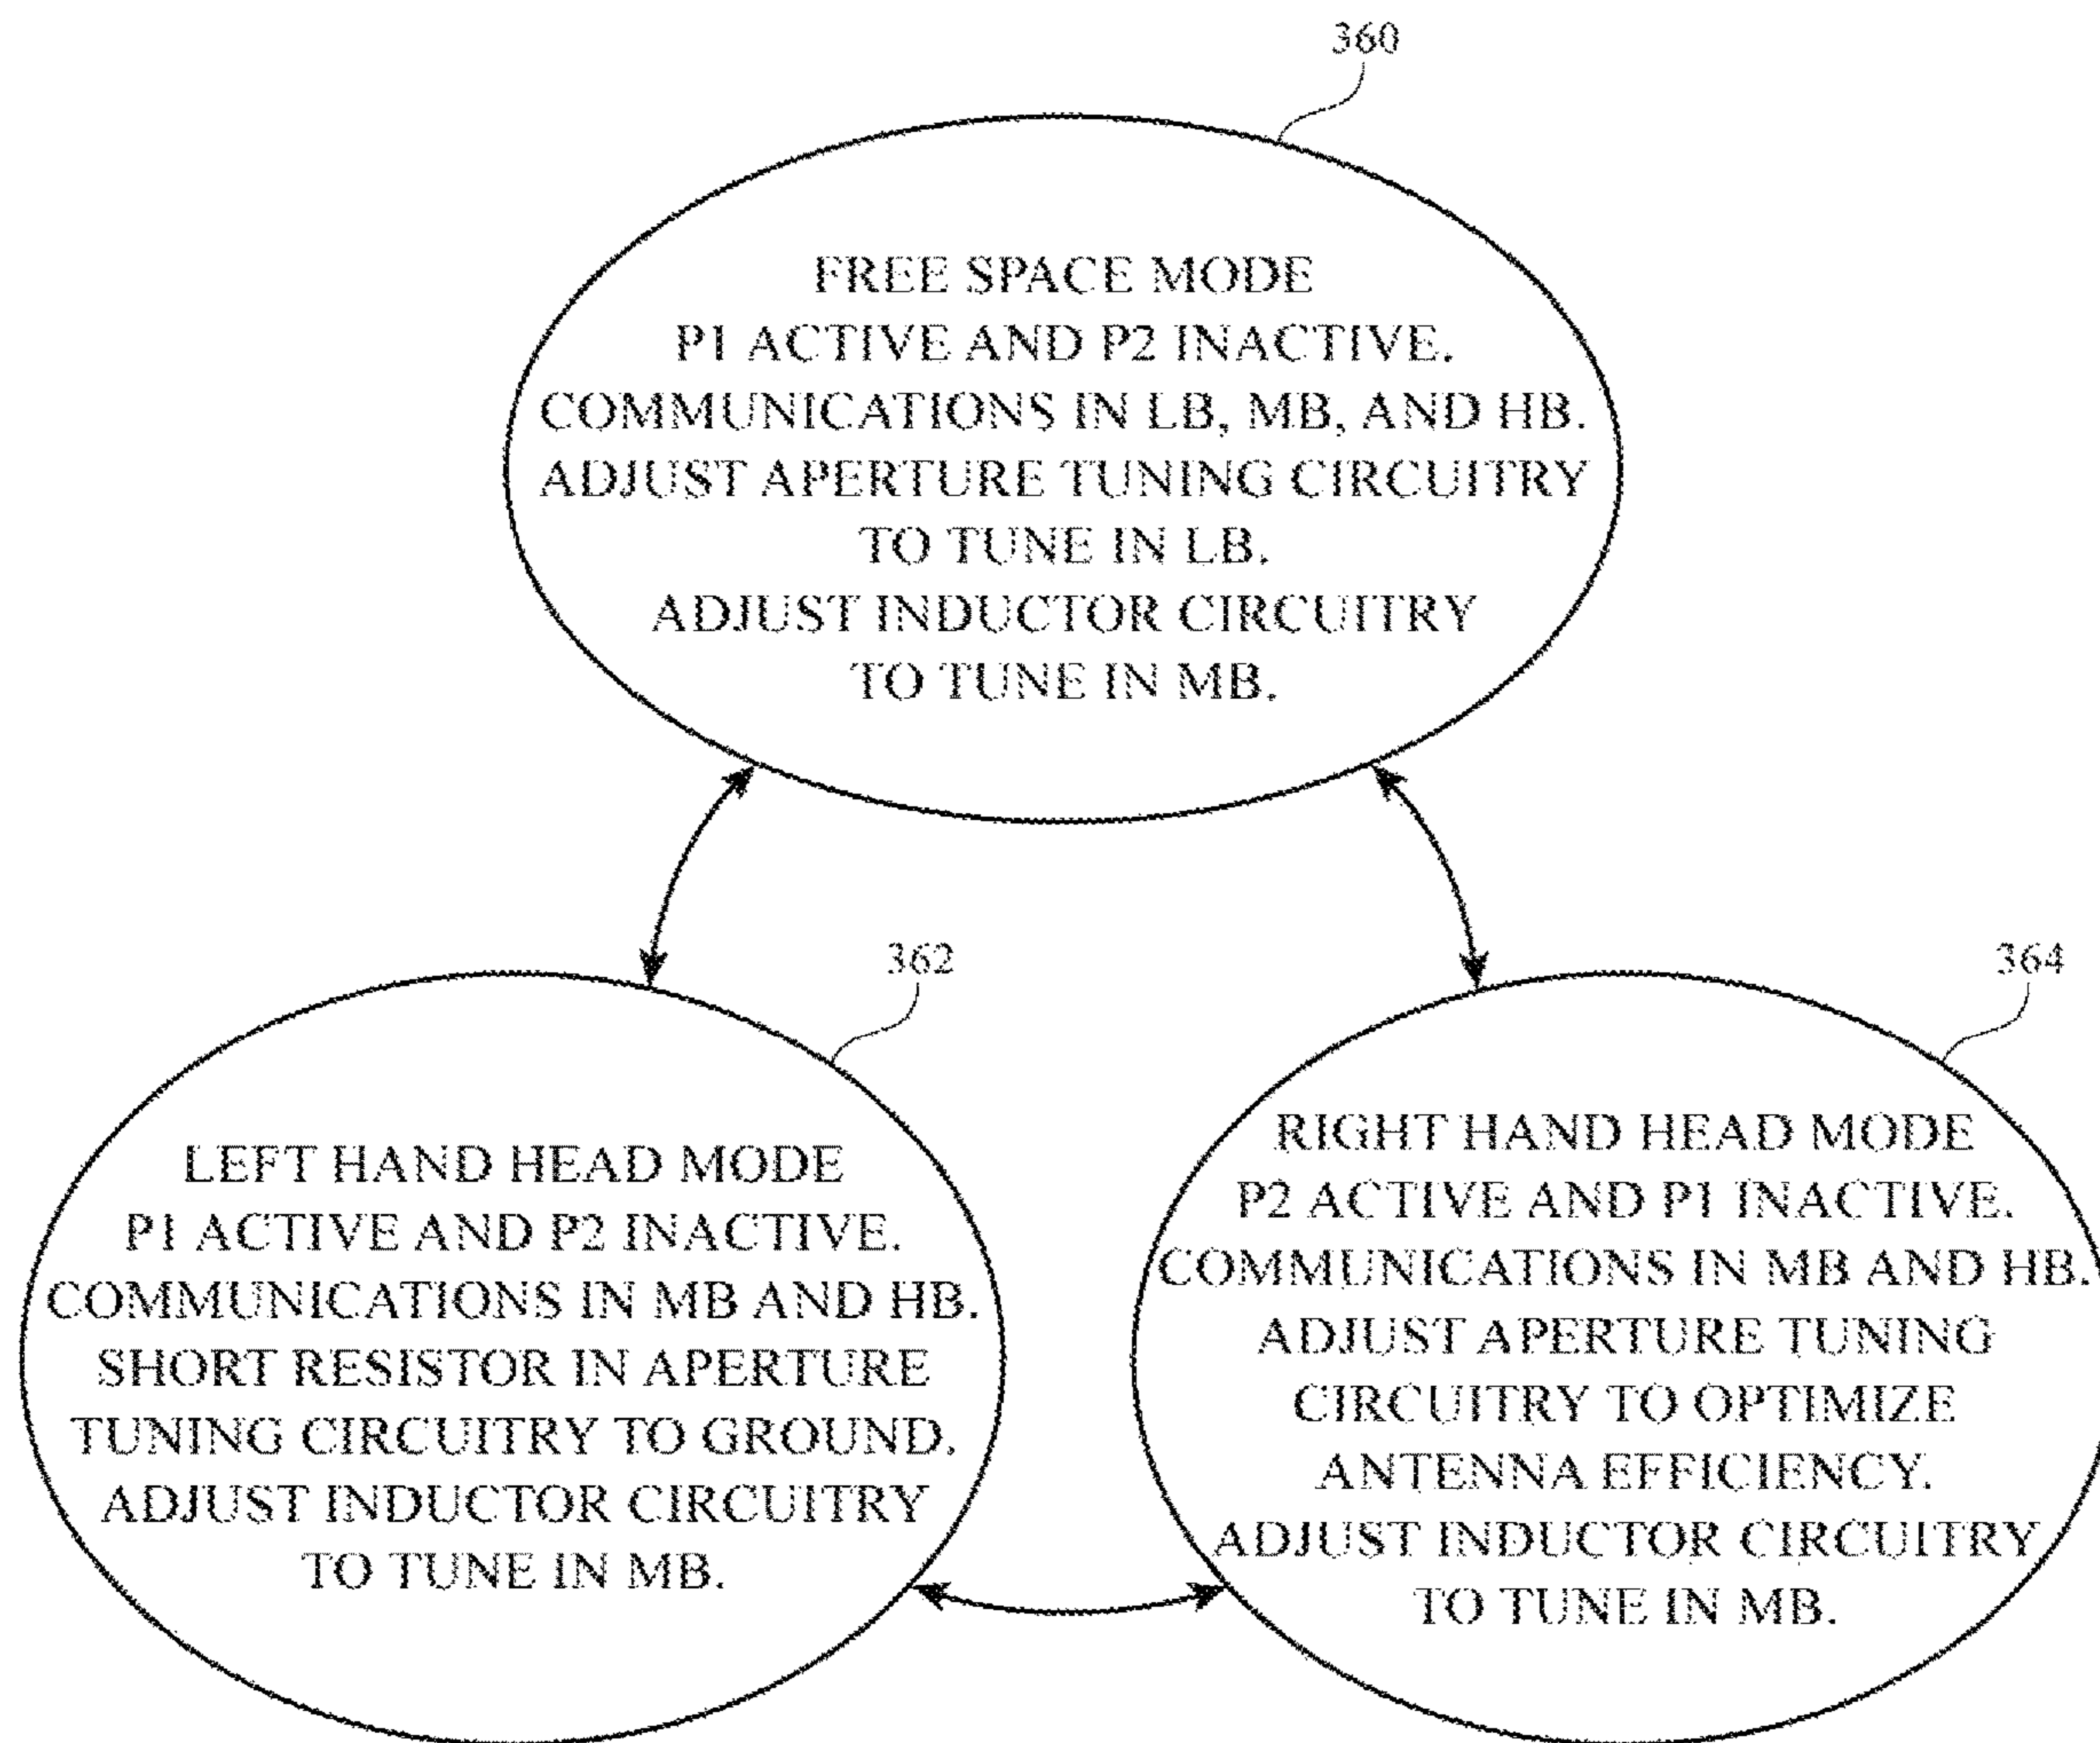 360
FREE SPACE MODE
P1 ACTIVE AND P2 INACTIVE.
COMMUNICATIONS IN LB, MB, AND HB.
ADJUST APERTURE TUNING CIRCUITRY
TO TUNE IN LB.
ADJUST INDUCTOR CIRCUITRY
TO TUNE IN MB.
362
LEFT HAND HEAD MODE
P1 ACTIVE AND P2 INACTIVE.
COMMUNICATIONS IN MB AND HB.
SHORT RESISTOR IN APERTURE
TUNING CIRCUITRY TO GROUND.
ADJUST INDUCTOR CIRCUITRY
TO TUNE IN MB.
364
RIGHT HAND HEAD MODE
P2 ACTIVE AND P1 INACTIVE.
COMMUNICATIONS IN MB AND HB.
ADJUST APERTURE TUNING
CIRCUITRY TO OPTIMIZE
ANTENNA EFFICIENCY.
ADJUST INDUCTOR CIRCUITRY
TO TUNE IN MB.